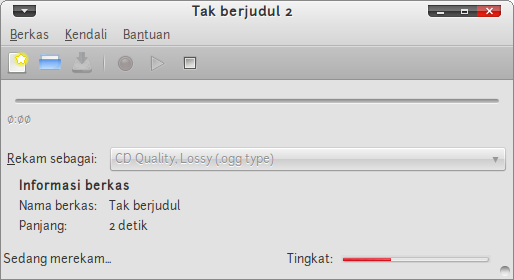 Tak berjudul 2
Berkas Kendali Bantuan
0:00
Rekam sebagai: CD Quality, Lossy (.ogg type)
Informasi berkas
Nama berkas: Tak berjudul
Panjang: 2 detik
Sedang merekam... Tingkat: